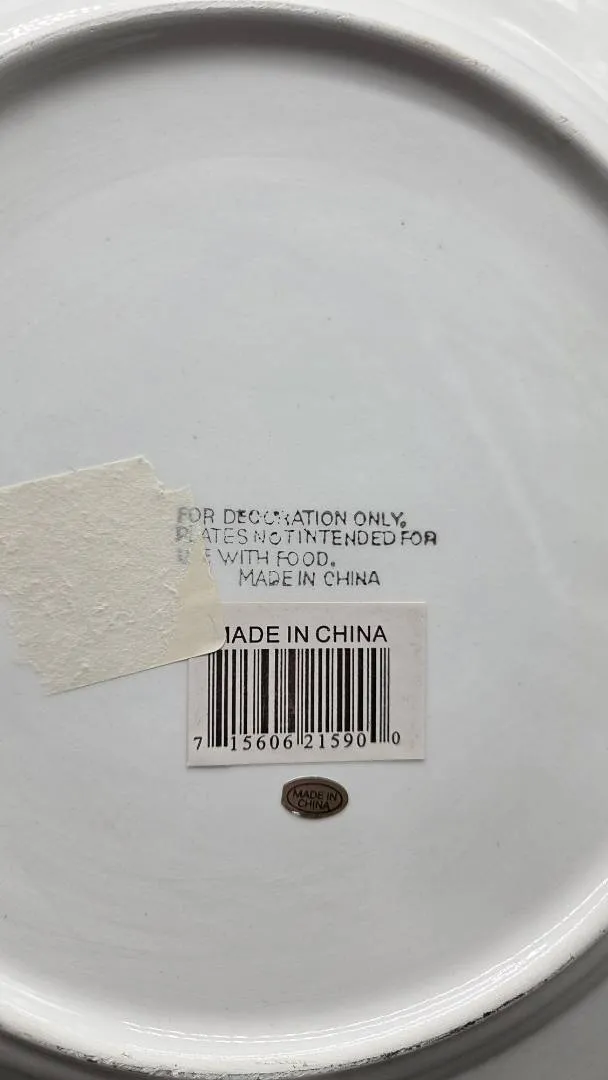 FOR DECORATION ONLY.
PLATES NOT INTENDED FOR
USE WITH FOOD.
MADE IN CHINA
MADE IN CHINA
7 15606 21590 0
MADE IN
CHINA